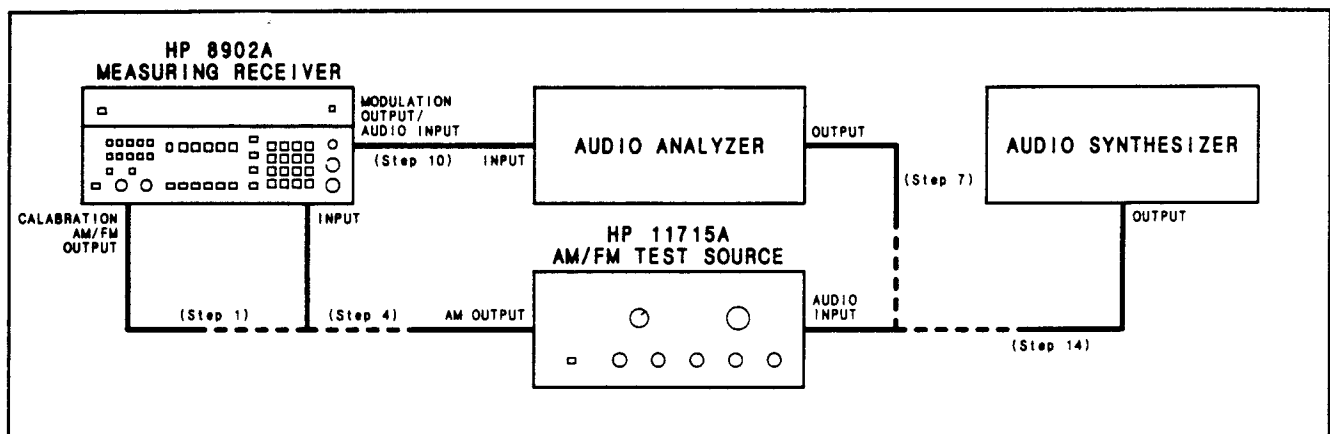 HP 8902A
MEASURING RECEIVER
MODULATION
OUTPUT/
AUDIO INPUT
(Step 10)
INPUT
AUDIO ANALYZER
OUTPUT
(Step 7)
AUDIO SYNTHESIZER
OUTPUT
CALABRATION
AM/FM
OUTPUT
INPUT
HP 11715A
AM/FM TEST SOURCE
(Step 1)
(Step 4)
AM OUTPUT
AUDIO
INPUT
(Step 14)